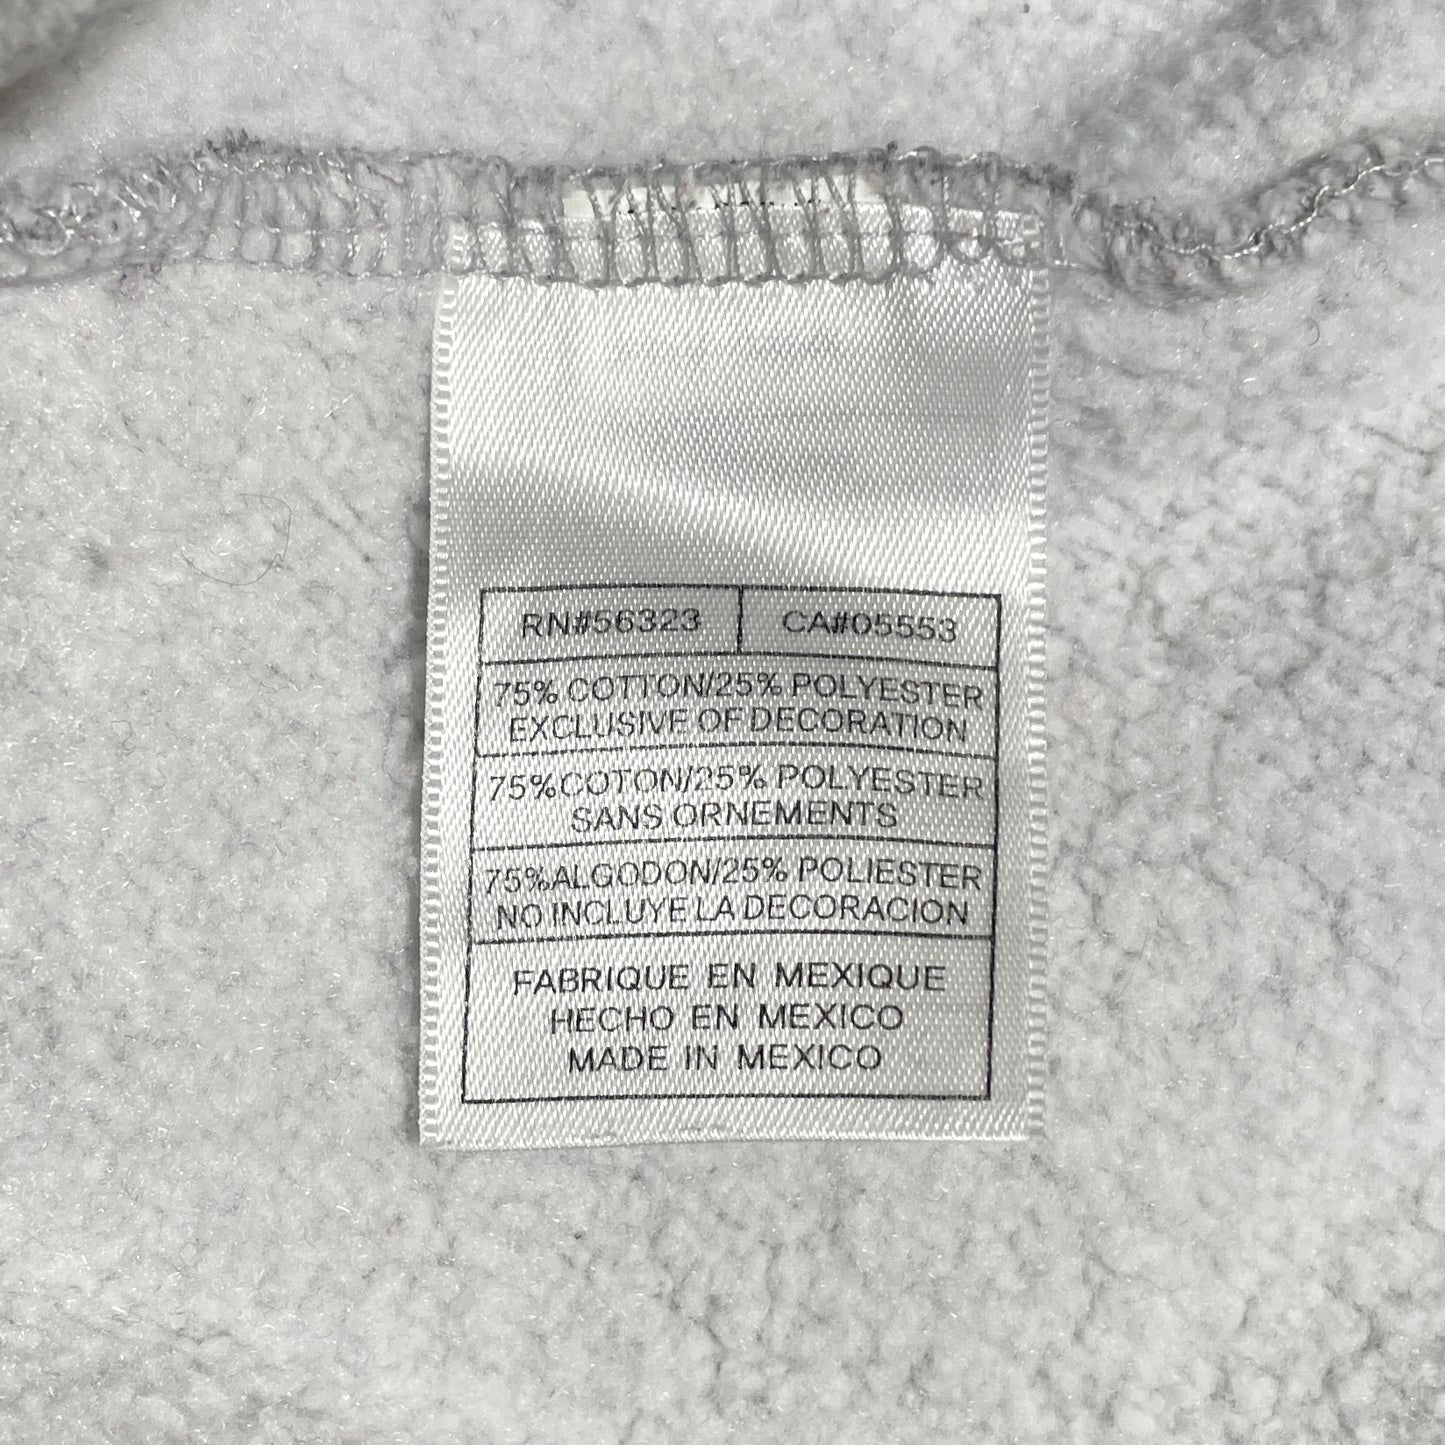 RN#56323 CA#05553
75% COTTON/25% POLYESTER
EXCLUSIVE OF DECORATION
75% COTON/25% POLYESTER
SANS ORNEMENTS
75% ALGODON/25% POLIESTER
NO INCLUYE LA DECORACION
FABRIQUE EN MEXIQUE
HECHO EN MEXICO
MADE IN MEXICO